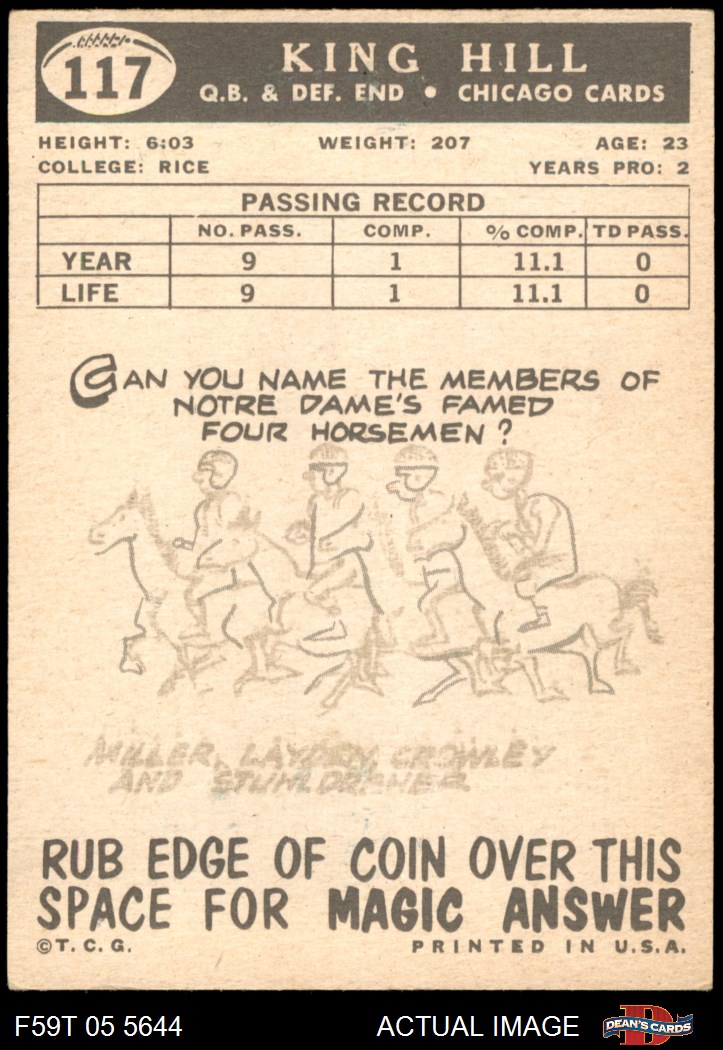 117
KING HILL
Q.B. & DEF. END • CHICAGO CARDS
HEIGHT: 6:03 WEIGHT: 207 AGE: 23
COLLEGE: RICE YEARS PRO: 2
PASSING RECORD
NO. PASS. COMP. % COMP. TD PASS.
YEAR 9 1 11.1 0
LIFE 9 1 11.1 0
CAN YOU NAME THE MEMBERS OF
NOTRE DAME'S FAMED
FOUR HORSEMEN?
MILLER, LAYDEN, CROWLEY
AND STUHLDREHER
RUB EDGE OF COIN OVER THIS
SPACE FOR MAGIC ANSWER
©T. C. G. PRINTED IN U.S.A.
F59T 05 5644 ACTUAL IMAGE D DEAN'S CARDS